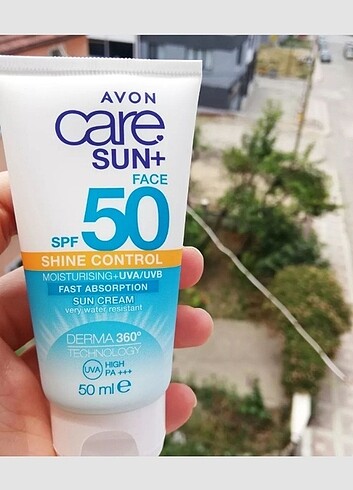 AVON
care
SUN+
FACE
SPF 50
SHINE CONTROL
MOISTURISING+UVA/UVB
FAST ABSORPTION
SUN CREAM
very water resistant
DERMA 360°
TECHNOLOGY
UVA HIGH
PA +++
50 ml e